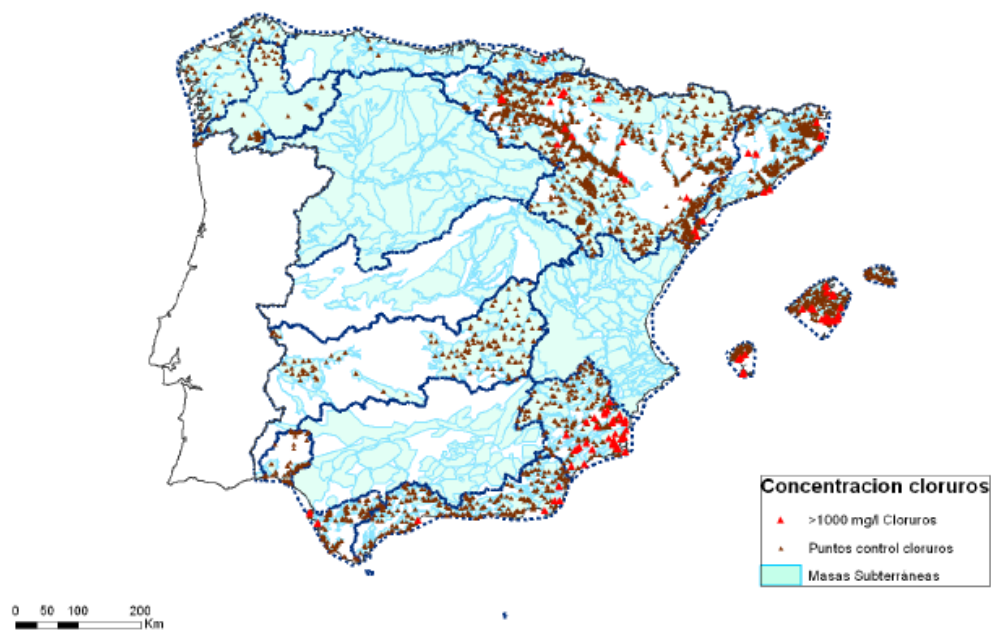 Concentracion cloruros
>1000 mg/l Cloruros
Puntos control cloruros
Masas Subterráneas
0 50 100 200
Km